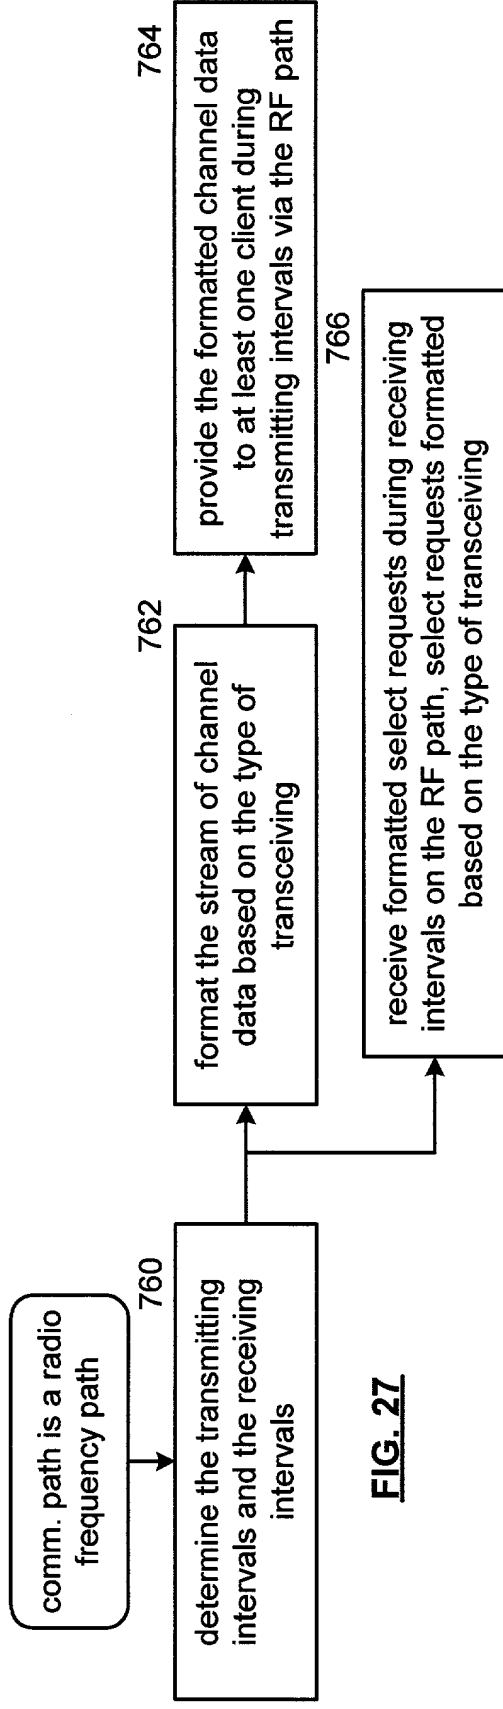 comm. path is a radio
frequency path
760
determine the transmitting
intervals and the receiving
intervals
762
format the stream of channel
data based on the type of
transceiving
764
provide the formatted channel data
to at least one client during
transmitting intervals via the RF path
766
receive formatted select requests during receiving
intervals on the RF path, select requests formatted
based on the type of transceiving
FIG. 27